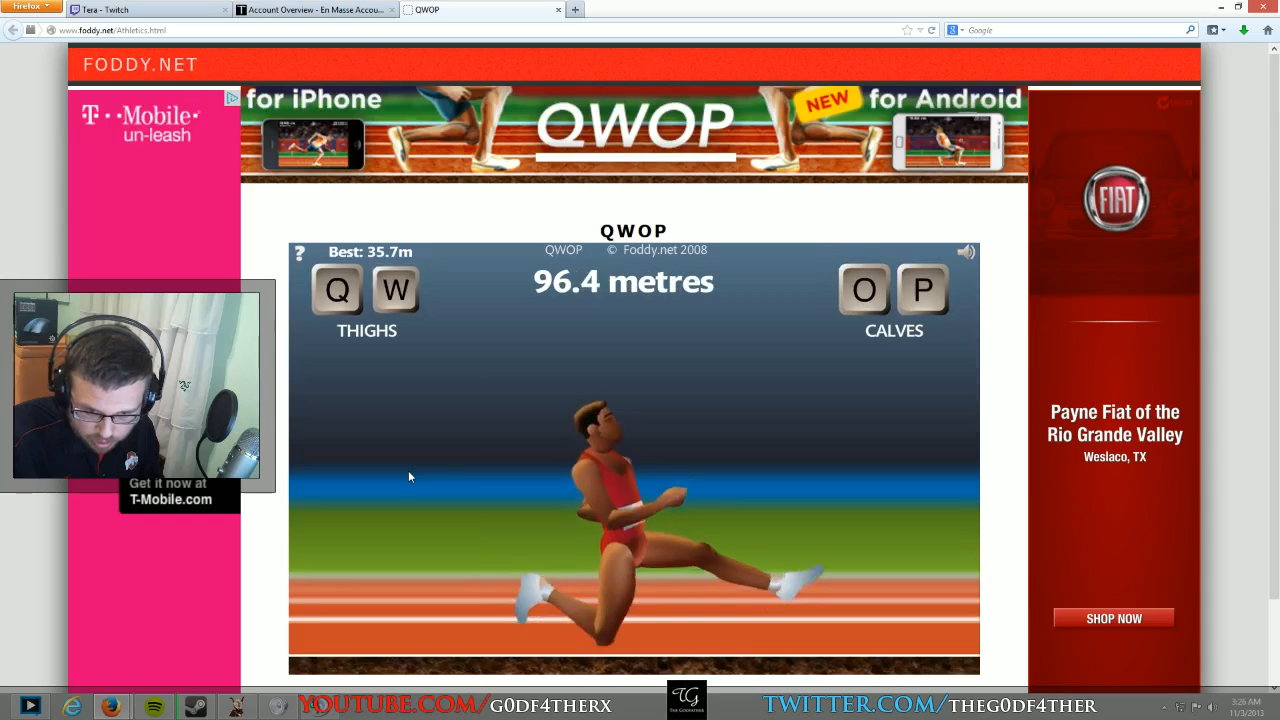 Firefox
Tera - Twitch
Account Overview - En Masse Accou...
QWOP
www.foddy.net/Athletics.html
Google
FODDY.NET
T··Mobile·
un-leash
for iPhone
QWOP
NEW
for Android
FIAT
QWOP
Best: 35.7m
QWOP © Foddy.net 2008
96.4 metres
Q
W
O
P
THIGHS
CALVES
Payne Fiat of the
Rio Grande Valley
Weslaco, TX
Get it now at
T-Mobile.com
SHOP NOW
YOUTUBE.COM/G0DF4THERX
TG
THE GODFATHER
TWITTER.COM/THEG0DF4THER
3:26 AM
11/3/2013